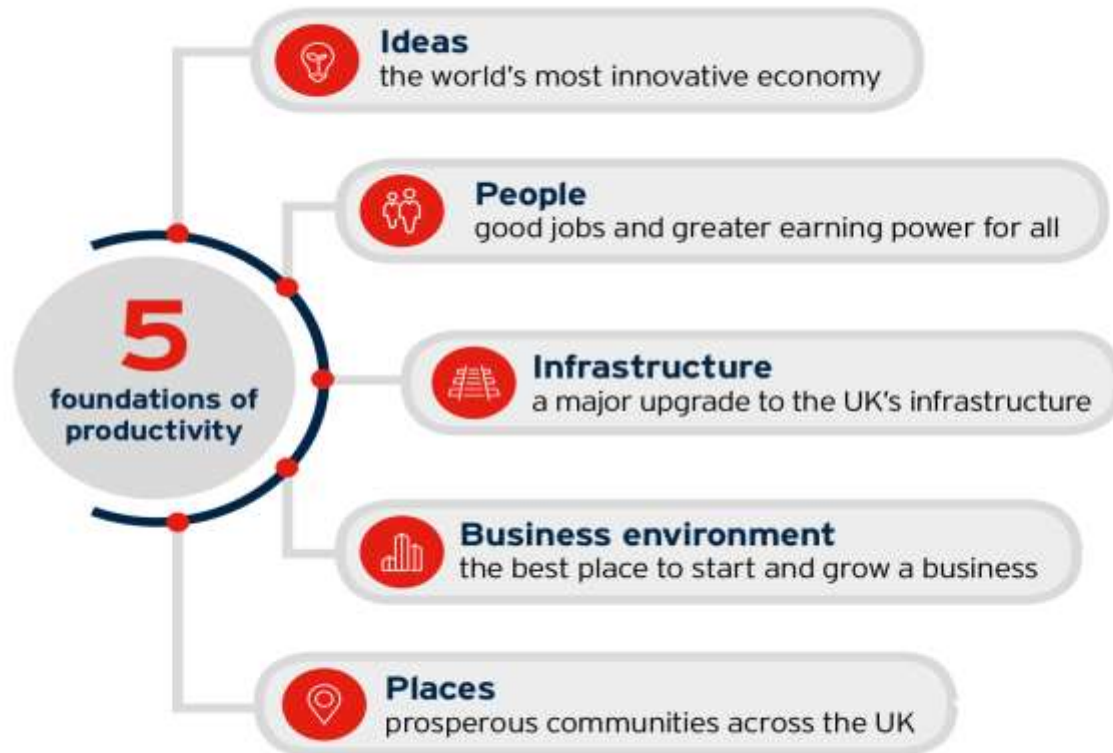 Ideas
the world's most innovative economy
People
good jobs and greater earning power for all
5
foundations of
productivity
Infrastructure
a major upgrade to the UK's infrastructure
Business environment
the best place to start and grow a business
Places
prosperous communities across the UK